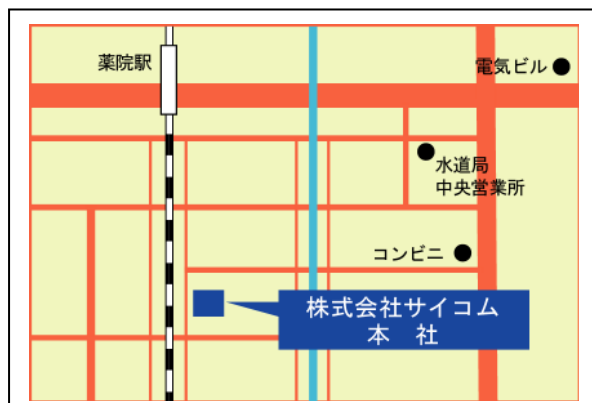 薬院駅
電気ビル
水道局
中央営業所
コンビニ
株式会社サイコム
本　社